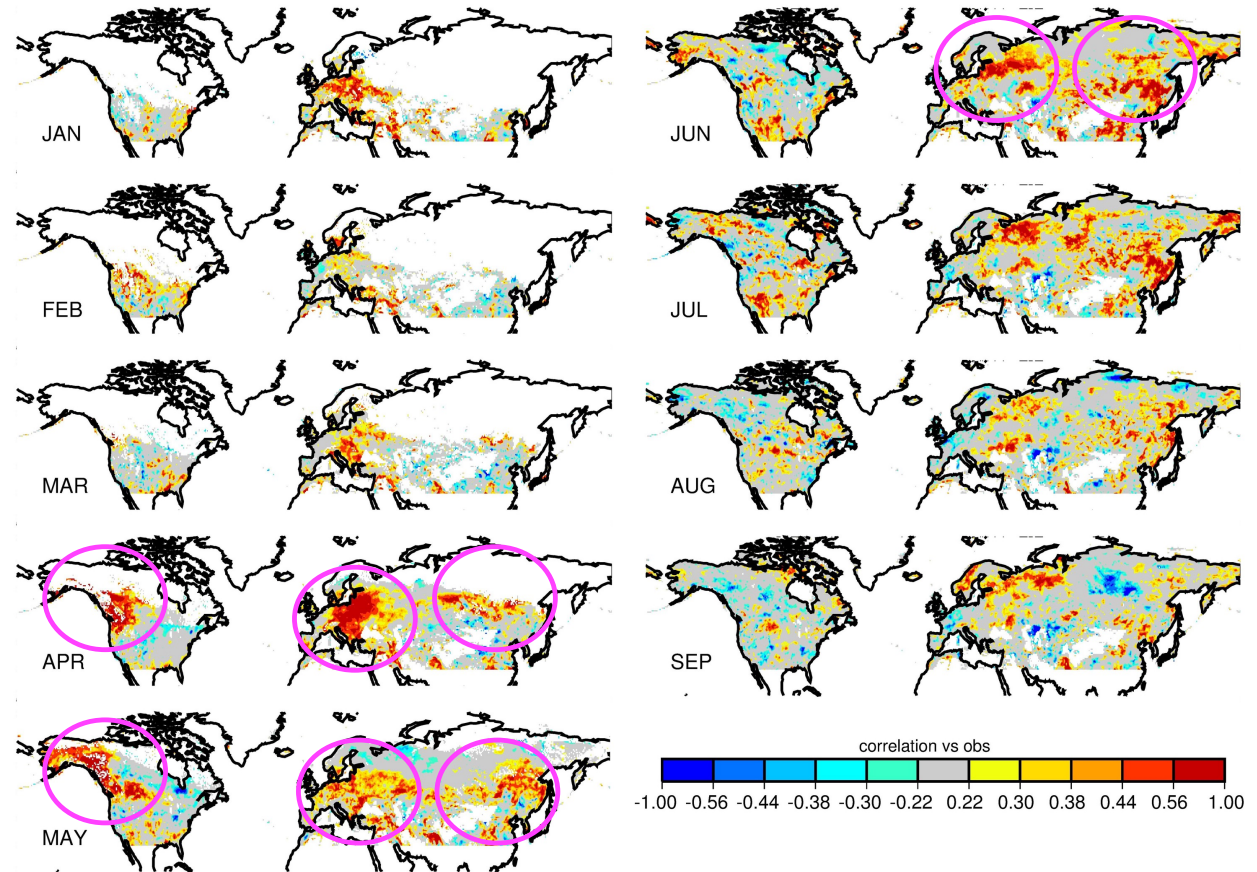 JAN
FEB
MAR
APR
MAY
JUN
JUL
AUG
SEP
correlation vs obs
-1.00 -0.56 -0.44 -0.38 -0.30 -0.22 0.22 0.30 0.38 0.44 0.56 1.00